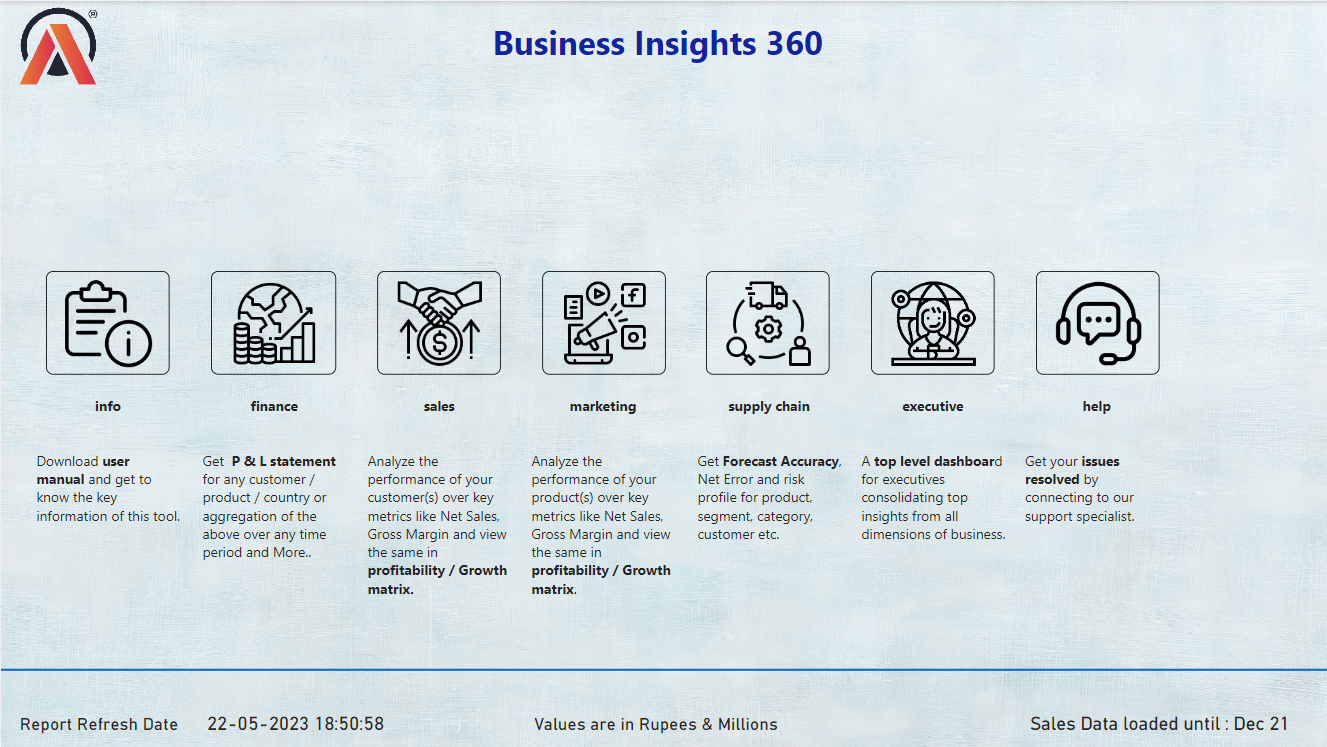 ®
Business Insights 360
info
finance
sales
marketing
supply chain
executive
help
Download user
manual and get to
know the key
information of this tool.
Get P & L statement
for any customer /
product / country or
aggregation of the
above over any time
period and More..
Analyze the
performance of your
customer(s) over key
metrics like Net Sales,
Gross Margin and view
the same in
profitability / Growth
matrix.
Analyze the
performance of your
product(s) over key
metrics like Net Sales,
Gross Margin and view
the same in
profitability / Growth
matrix.
Get Forecast Accuracy,
Net Error and risk
profile for product,
segment, category,
customer etc.
A top level dashboard
for executives
consolidating top
insights from all
dimensions of business.
Get your issues
resolved by
connecting to our
support specialist.
Report Refresh Date 22-05-2023 18:50:58
Values are in Rupees & Millions
Sales Data loaded until : Dec 21